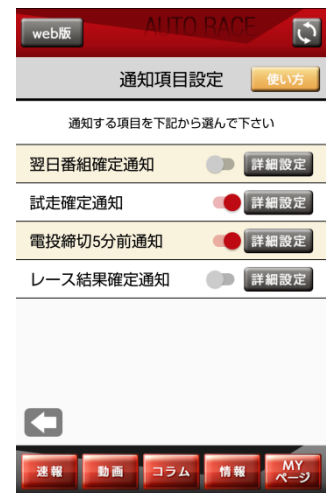 web版
AUTO RACE
通知項目設定
使い方
通知する項目を下記から選んで下さい
翌日番組確定通知
詳細設定
試走確定通知
詳細設定
電投締切5分前通知
詳細設定
レース結果確定通知
詳細設定
速報
動画
コラム
情報
MY
ページ